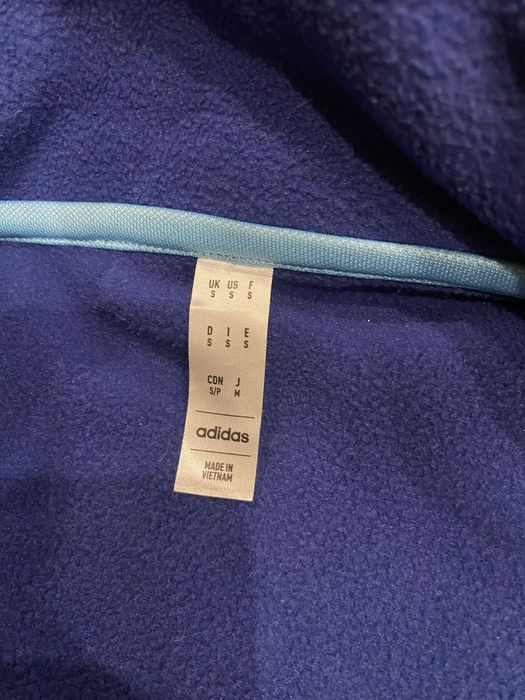 UK US F
S S S
D I E
S S S
CDN J
S/P M
adidas
MADE IN
VIETNAM